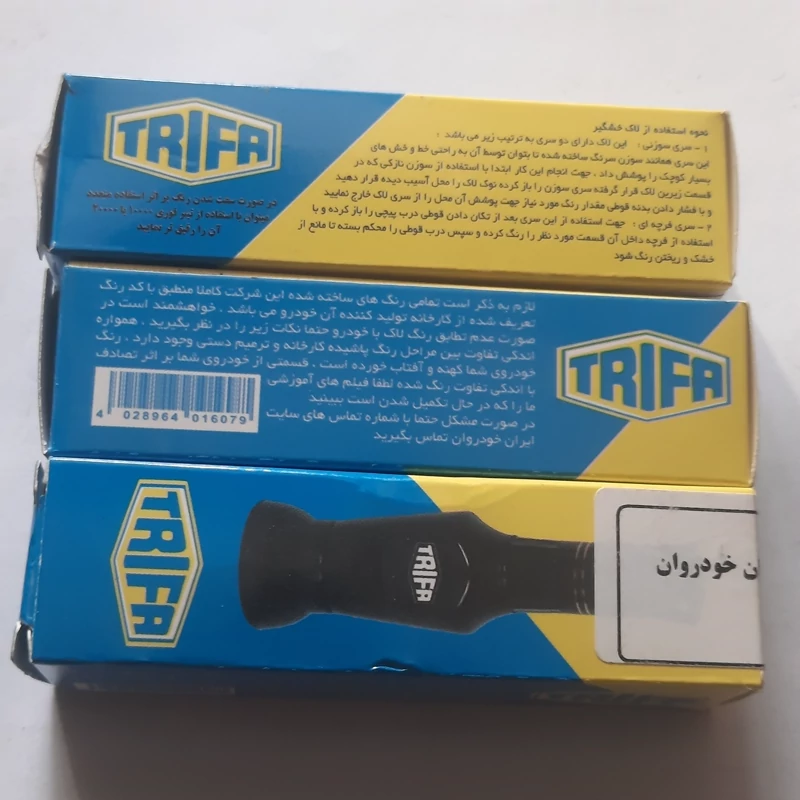 TRIFA
در صورت سفت شدن رنگ بر اثر استفاده متعدد
میتوان با استفاده از تینر فوری ۱۰۰۰۰ یا ۲۰۰۰۰
آن را رقیق تر نمایید
نحوه استفاده از لاک خشگیر
۱ – سری سوزنی : این لاک دارای دو سری به ترتیب زیر می باشد :
این سری همانند سوزن سرنگ ساخته شده تا بتوان توسط آن به راحتی خط و خش های
بسیار کوچک را پوشش داد . جهت انجام این کار ابتدا با استفاده از سوزن نازکی که در
قسمت زیرین لاک قرار گرفته سری سوزن را باز کرده نوک لاک را محل آسیب دیده قرار دهید
و با فشار دادن بدنه قوطی مقدار رنگ مورد نیاز جهت پوشش آن محل را از سری لاک خارج نمایید
۲ – سری فرچه ای : جهت استفاده از این سری بعد از تکان دادن قوطی درب پیچی را باز کرده و با
استفاده از فرچه داخل آن قسمت مورد نظر را رنگ کرده و سپس درب قوطی را محکم بسته تا مانع از
خشک و ریختن رنگ شود
لازم به ذکر است تمامی رنگ های ساخته شده این شرکت کاملا منطبق با کد رنگ
تعریف شده از کارخانه تولید کننده آن خودرو می باشد . خواهشمند است در
صورت عدم تطابق رنگ لاک با خودرو حتما نکات زیر را در نظر بگیرید . همواره
اندکی تفاوت بین مراحل رنگ پاشیده کارخانه و ترمیم دستی وجود دارد . رنگ
خودروی شما کهنه و آفتاب خورده است . قسمتی از خودروی شما بر اثر تصادف
با اندکی تفاوت رنگ شده لطفا فیلم های آموزشی
ما را که در حال تکمیل شدن است ببینید
در صورت مشکل حتما با شماره تماس های سایت
ایران خودروان تماس بگیرید
4 028964 016079
TRIFA
TRIFA
TRIFA
ن خودروان